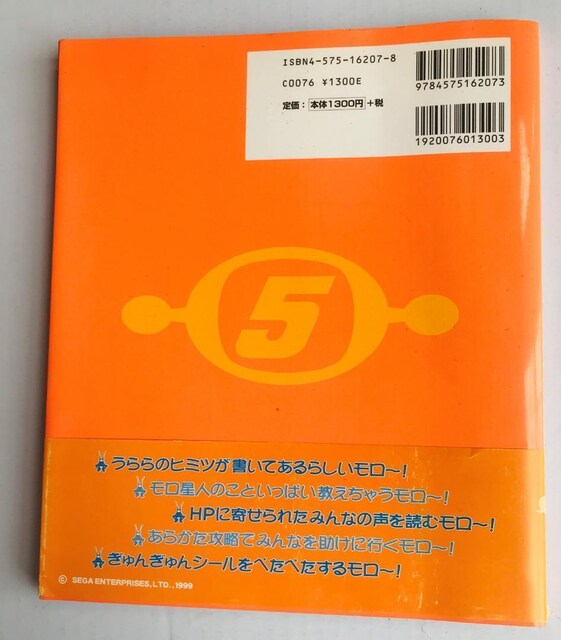 ISBN4-575-16207-8
C0076 ¥1300E
定価：本体1300円+税
9784575162073
1920076013003
5
うららのヒミツが書いてあるらしいモロ〜！
モロ星人のこといっぱい教えちゃうモロ〜！
HPに寄せられたみんなの声を読むモロ〜！
あらかた攻略でみんなを助けに行くモロ〜！
ぎゅんぎゅんシールをぺたぺたするモロ〜！
© SEGA ENTERPRISES, LTD., 1999